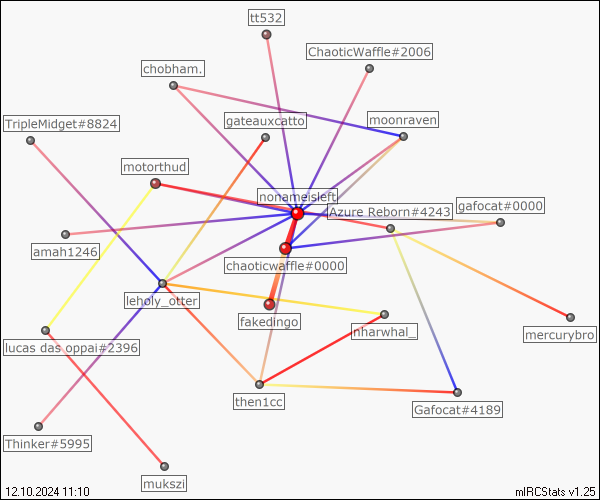 tt532
ChaoticWaffle#2006
chobham.
TripleMidget#8824
gateauxcatto
moonraven
motorthud
nonameisleft
Azure Reborn#4243
gafocat#0000
amah1246
chaoticwaffle#0000
leholy_otter
fakedingo
nharwhal_
mercurybro
lucas das oppai#2396
then1cc
Gafocat#4189
Thinker#5995
mukszi
12.10.2024 11:10
mIRCStats v1.25